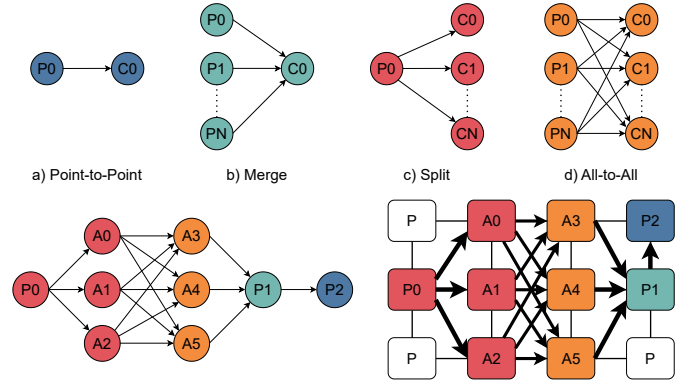 P0 C0
P0
P1 C0
PN
C0
P0 C1
CN
P0 C0
P1 C1
PN CN
a) Point-to-Point b) Merge c) Split d) All-to-All
A0 A3
P0 A1 A4 P1 P2
A2 A5
P A0 A3 P2
P0 A1 A4 P1
P A2 A5 P